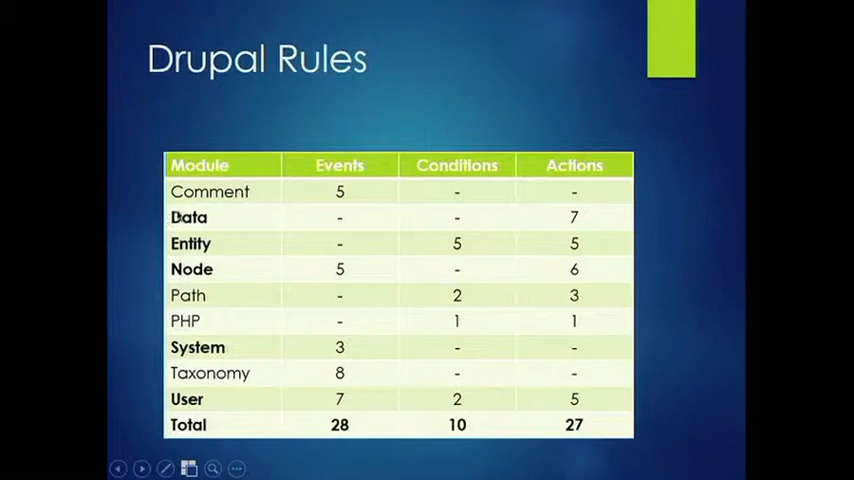 Drupal Rules
Module Events Conditions Actions
Comment 5 - -
Data - - 7
Entity - 5 5
Node 5 - 6
Path - 2 3
PHP - 1 1
System 3 - -
Taxonomy 8 - -
User 7 2 5
Total 28 10 27